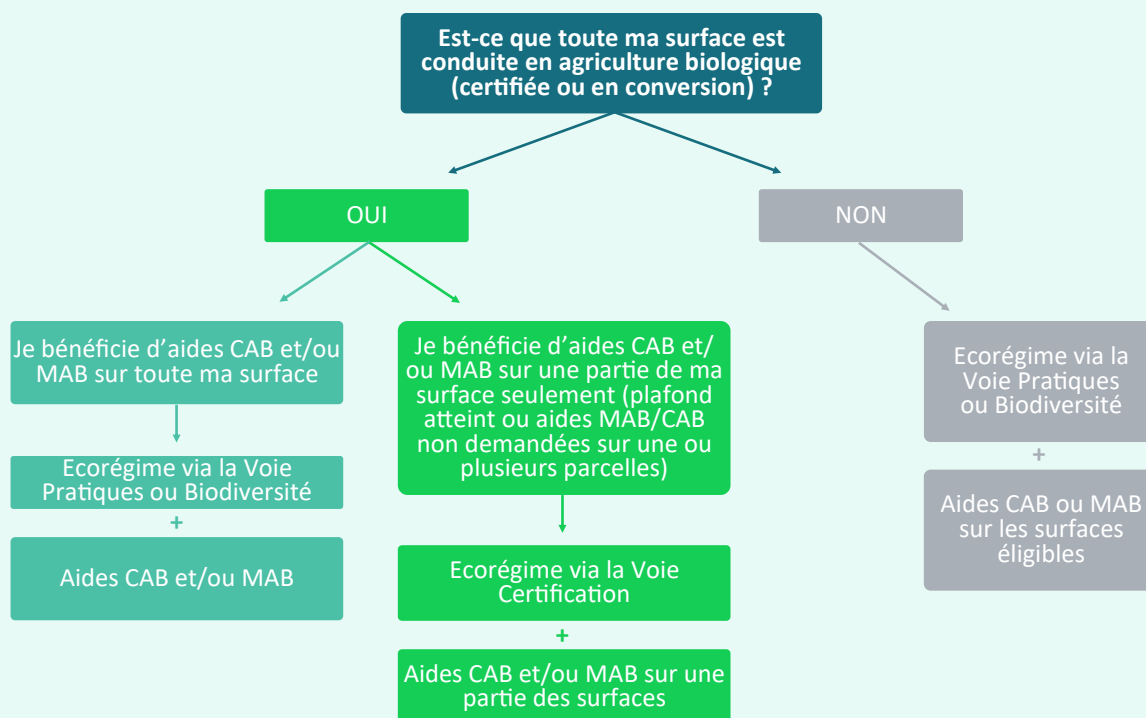 Est-ce que toute ma surface est
conduite en agriculture biologique
(certifiée ou en conversion) ?
OUI
NON
Je bénéficie d’aides CAB et/ou
MAB sur toute ma surface
Ecorégime via la Voie
Pratiques ou Biodiversité
+
Aides CAB et/ou MAB
Je bénéficie d’aides CAB et/
ou MAB sur une partie de ma
surface seulement (plafond
atteint ou aides MAB/CAB
non demandées sur une ou
plusieurs parcelles)
Ecorégime via la Voie
Certification
+
Aides CAB et/ou MAB sur une
partie des surfaces
Ecorégime via la
Voie Pratiques
ou Biodiversité
+
Aides CAB ou MAB
sur les surfaces
éligibles